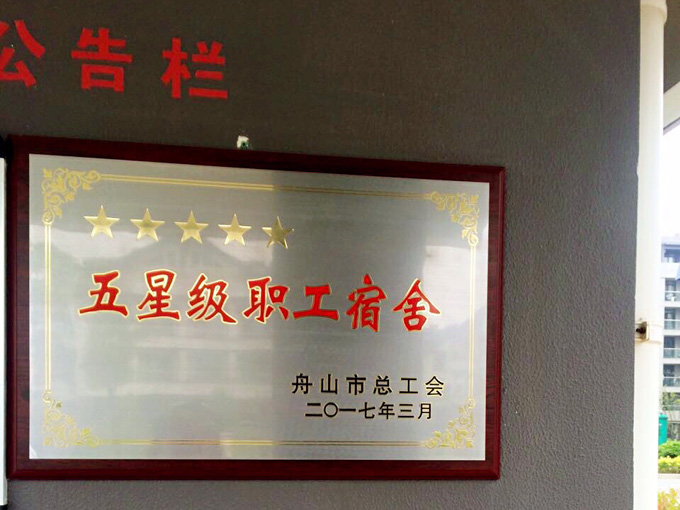 公告栏
五星级职工宿舍
舟山市总工会
二〇一七年三月